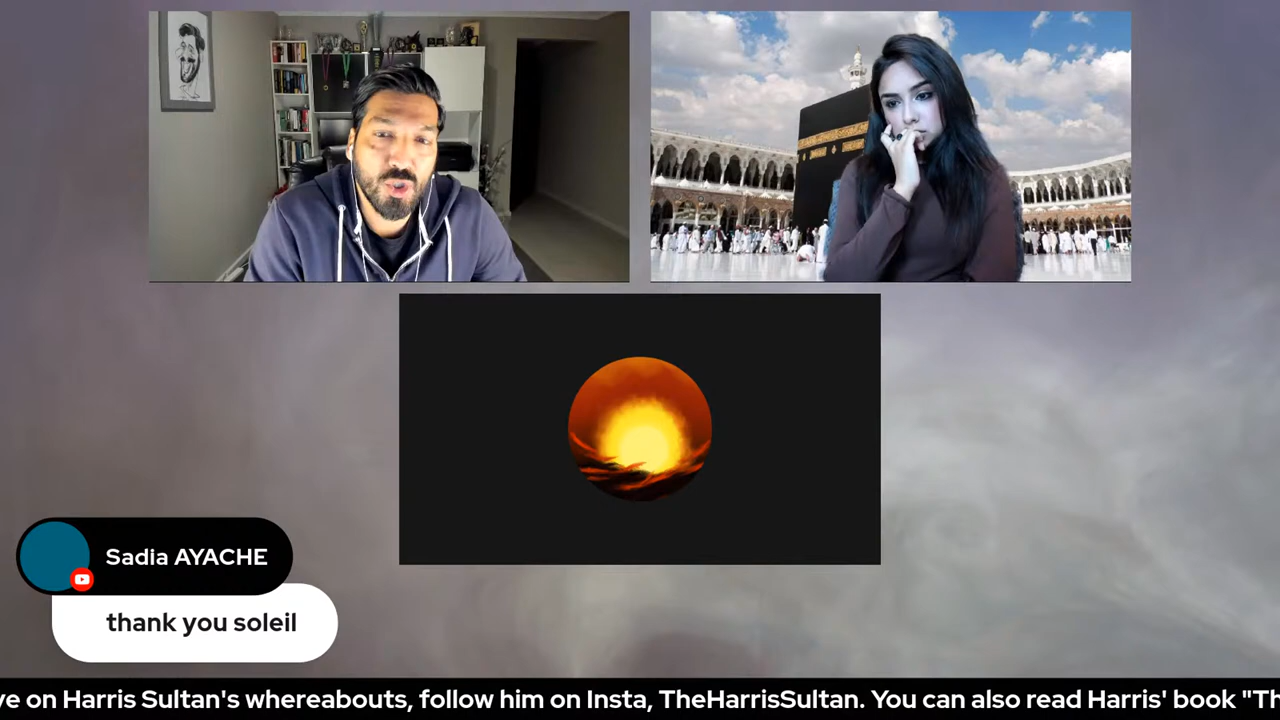 Sadia AYACHE
thank you soleil
ve on Harris Sultan's whereabouts, follow him on Insta, TheHarrisSultan. You can also read Harris' book "Th